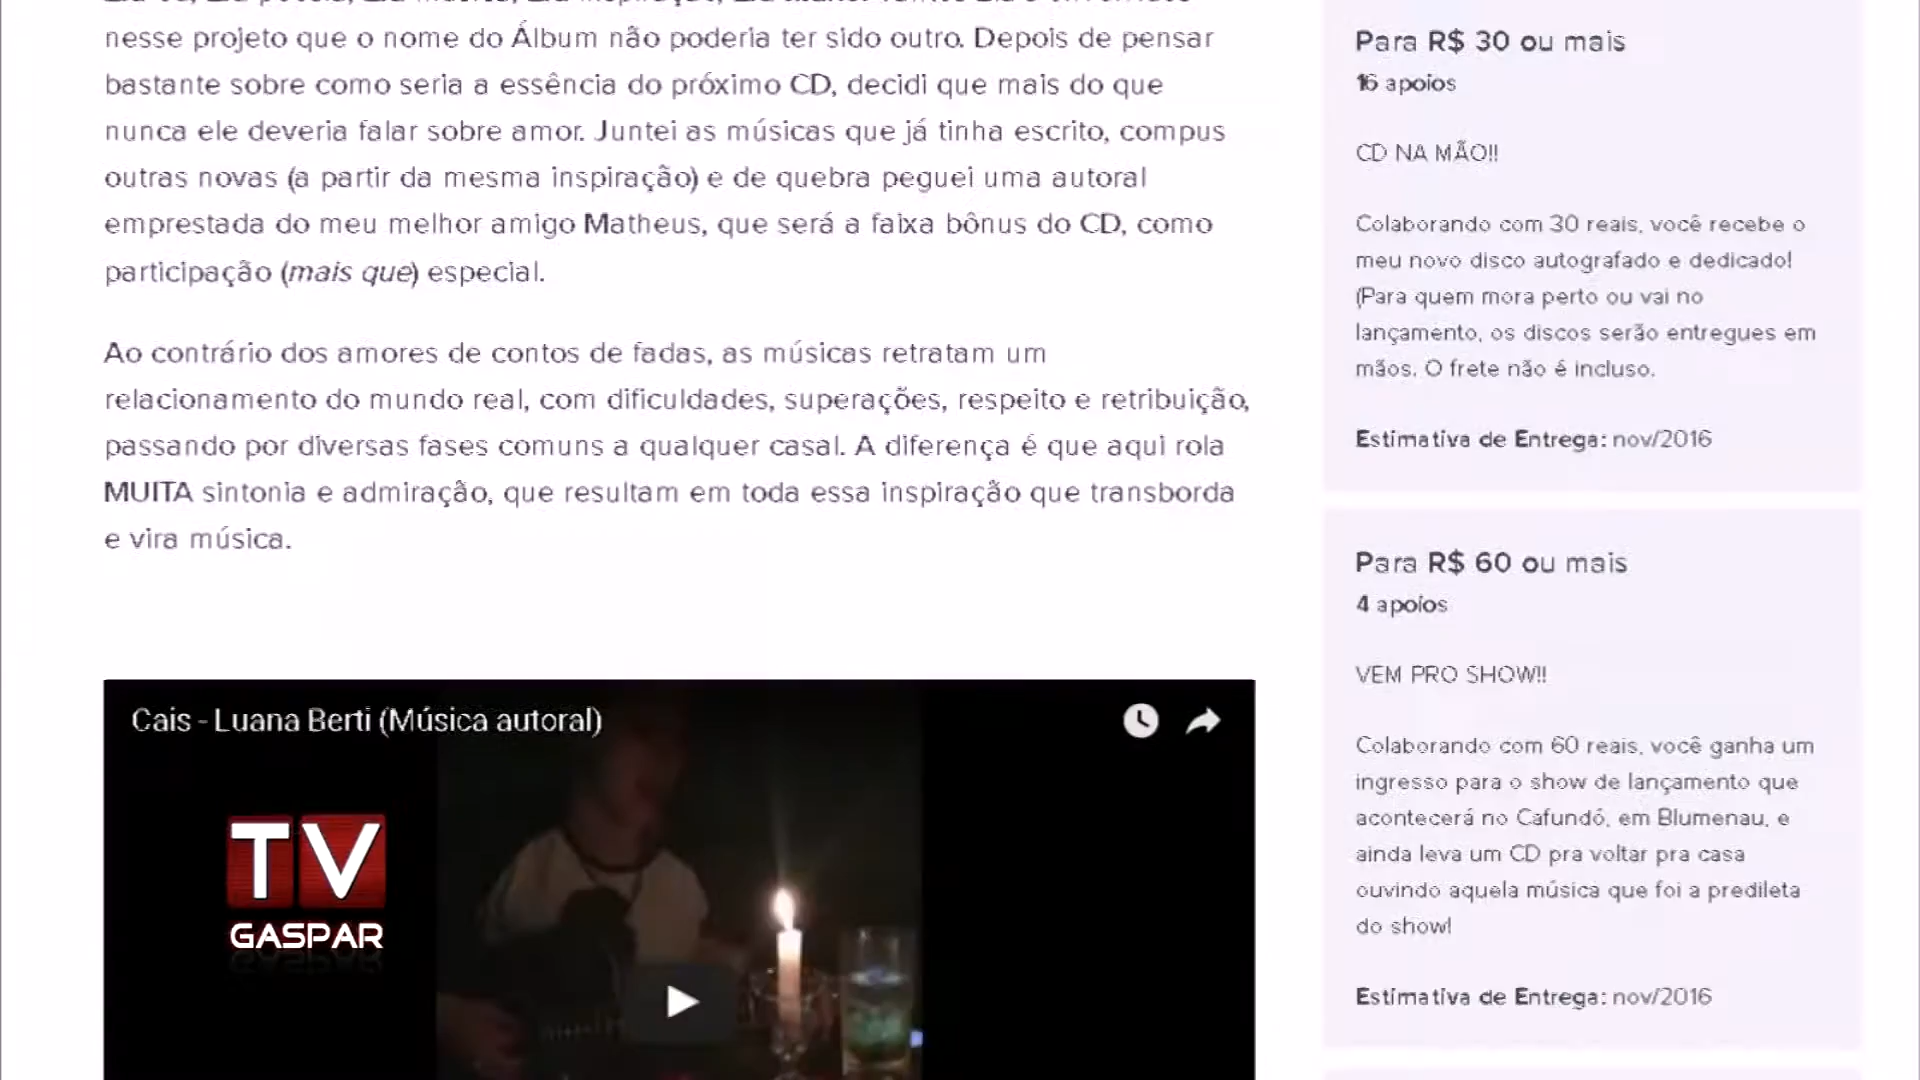 nesse projeto que o nome do Álbum não poderia ter sido outro. Depois de pensar
bastante sobre como seria a essência do próximo CD, decidi que mais do que
nunca ele deveria falar sobre amor. Juntei as músicas que já tinha escrito, compus
outras novas (a partir da mesma inspiração) e de quebra peguei uma autoral
emprestada do meu melhor amigo Matheus, que será a faixa bônus do CD, como
participação (mais que) especial.
Ao contrário dos amores de contos de fadas, as músicas retratam um
relacionamento do mundo real, com dificuldades, superações, respeito e retribuição,
passando por diversas fases comuns a qualquer casal. A diferença é que aqui rola
MUITA sintonia e admiração, que resultam em toda essa inspiração que transborda
e vira música.
Cais - Luana Berti (Música autoral)
TV
GASPAR
Para R$ 30 ou mais
16 apoios
CD NA MÃO!!
Colaborando com 30 reais, você recebe o
meu novo disco autografado e dedicado!
(Para quem mora perto ou vai no
lançamento, os discos serão entregues em
mãos. O frete não é incluso.
Estimativa de Entrega: nov/2016
Para R$ 60 ou mais
4 apoios
VEM PRO SHOW!!
Colaborando com 60 reais, você ganha um
ingresso para o show de lançamento que
acontecerá no Cafundó, em Blumenau, e
ainda leva um CD pra voltar pra casa
ouvindo aquela música que foi a predileta
do show!
Estimativa de Entrega: nov/2016